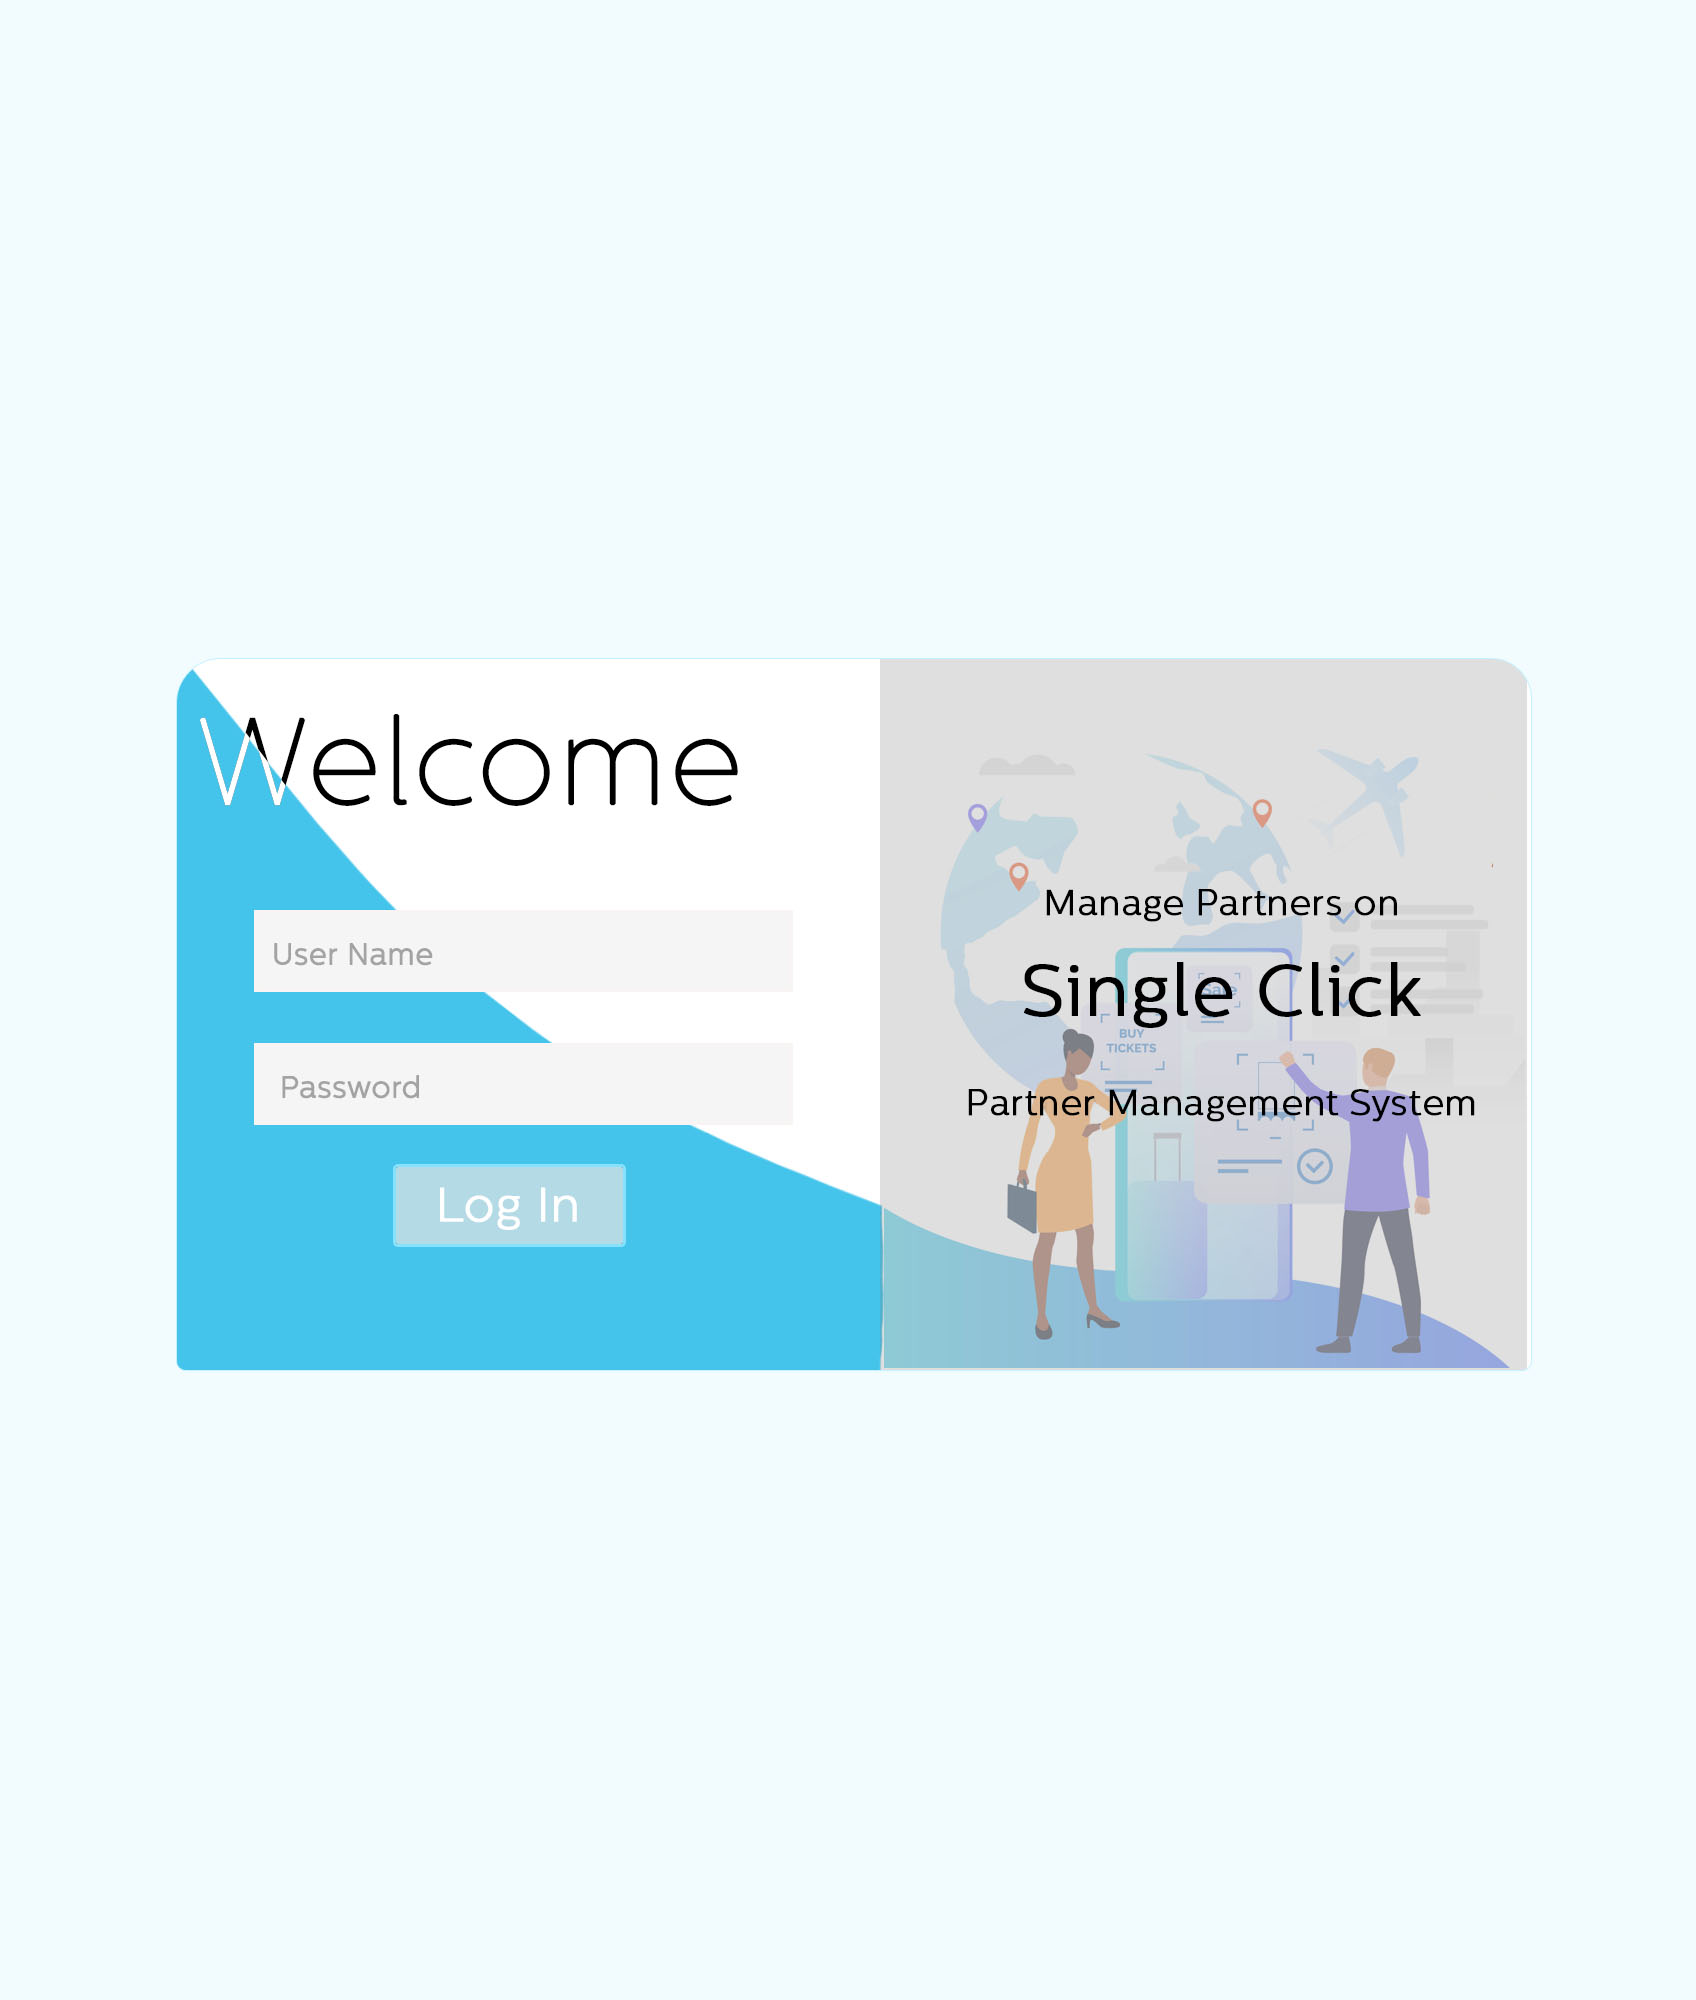 Welcome
User Name
Password
Log In
Manage Partners on
Single Click
Partner Management System
BUY
TICKETS